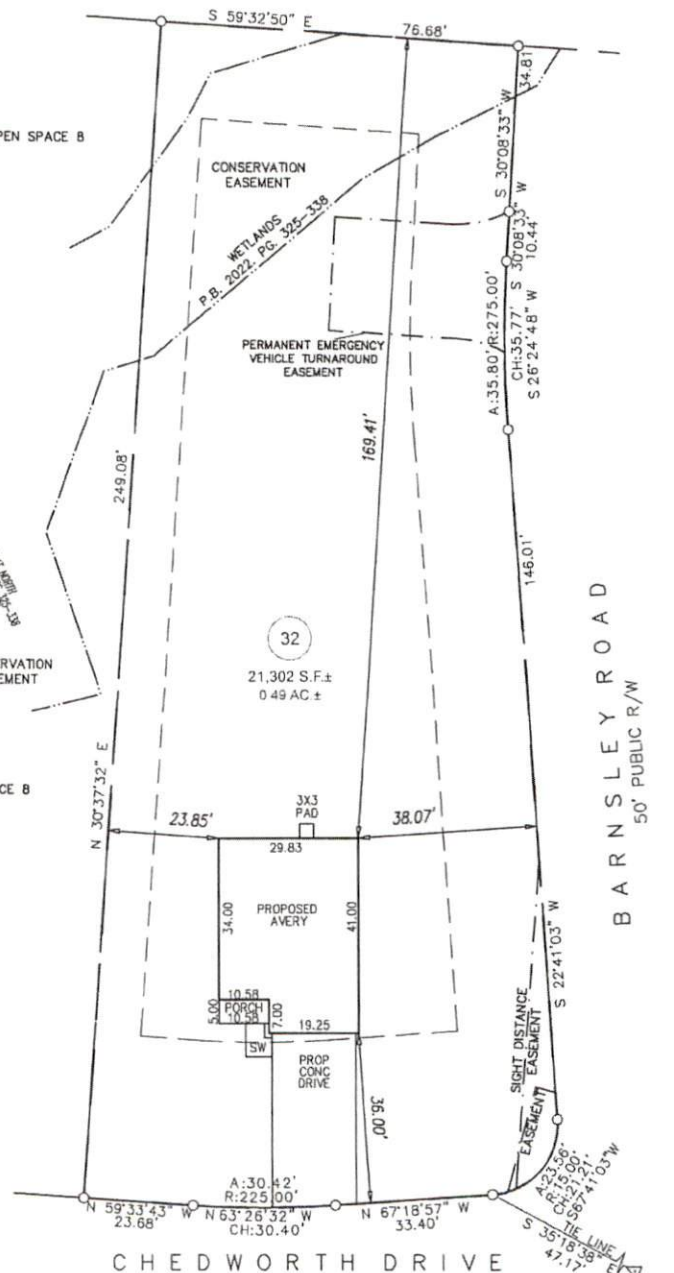 S 59'32'50" E
76.68'
34.81
S 30'08'33" W
PEN SPACE B
CONSERVATION
EASEMENT
WETLANDS
P.B. 2022, PG. 325-338
S 30'08'33" W
10.44'
PERMANENT EMERGENCY
VEHICLE TURNAROUND
EASEMENT
A:35.80' R:275.00'
CH:35.77'
S 26'24'48" W
169.41'
249.08'
146.01'
NORTH
325-338
32
21,302 S.F.±
0.49 AC.±
RVATION
EMENT
BARNSLEY ROAD
50' PUBLIC R/W
CE B
N 30'37'32" E
3X3
PAD
23.85'
29.83
38.07'
34.00
PROPOSED
AVERY
41.00
S 22'41'03" W
10.58
5.00
PORCH
10.58
7.00
19.25
SW
PROP
CONC
DRIVE
36.00'
SIGHT DISTANCE
EASEMENT
EASEMENT
A:30.42'
R:225.00'
N 59'33'43" W
23.68'
N 63'26'32" W
CH:30.40'
N 67'18'57" W
33.40'
A:23.56'
R:15.00'
CH:21.21'
S67'41'03"W
TIE LINE
S 35'18'38" E
47.17'
CHEDWORTH DRIVE